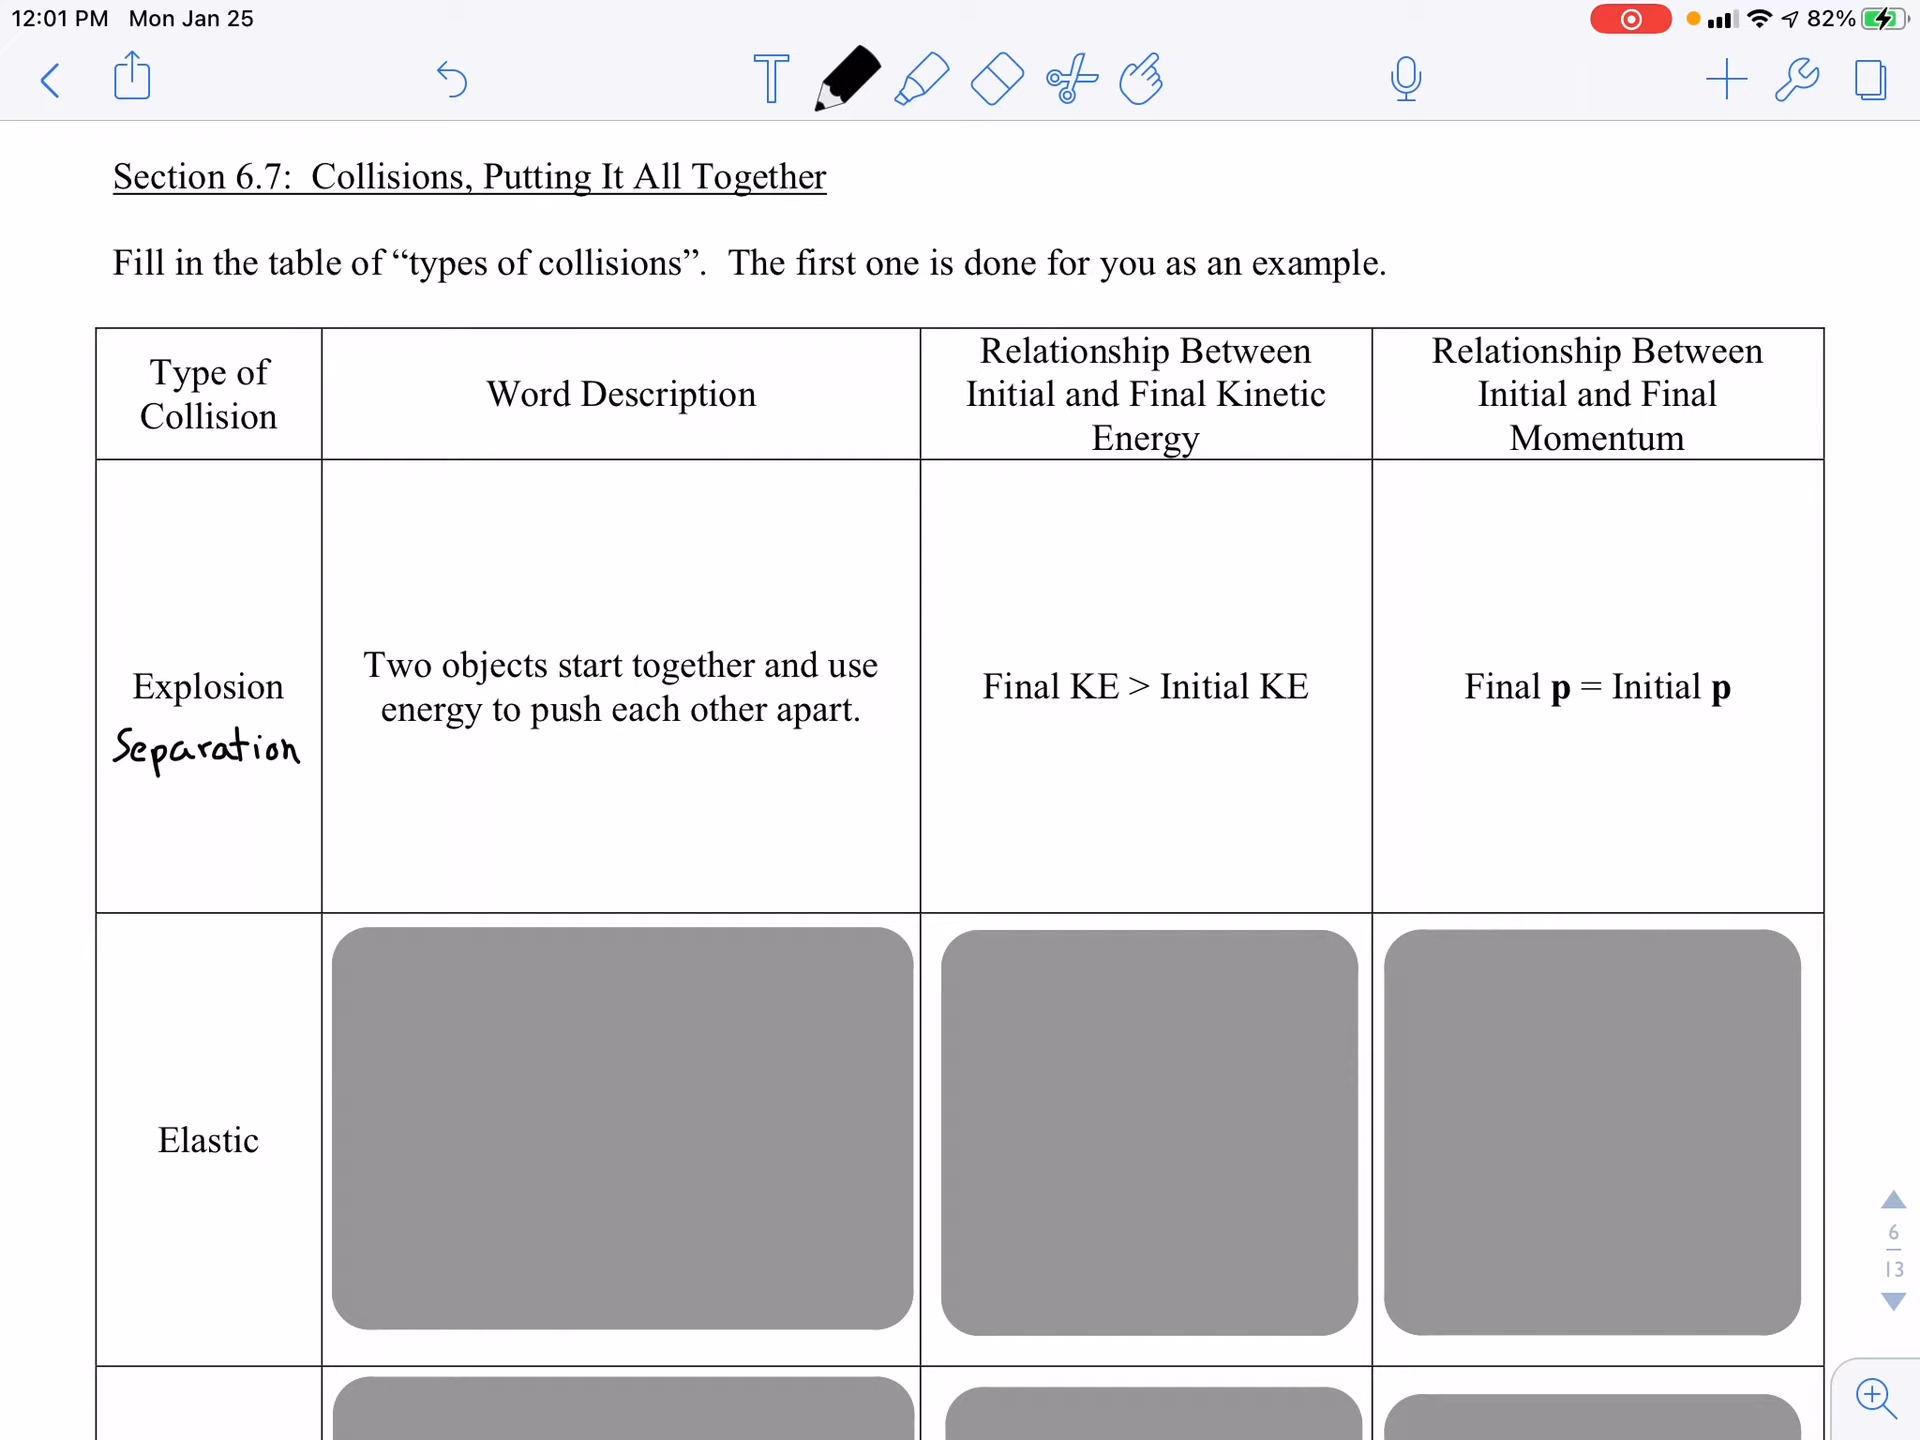 12:01 PM Mon Jan 25
82%
T
Section 6.7: Collisions, Putting It All Together
Fill in the table of “types of collisions”. The first one is done for you as an example.
Type of
Collision
Word Description
Relationship Between
Initial and Final Kinetic
Energy
Relationship Between
Initial and Final
Momentum
Explosion
Separation
Two objects start together and use
energy to push each other apart.
Final KE > Initial KE
Final p = Initial p
Elastic
6
13